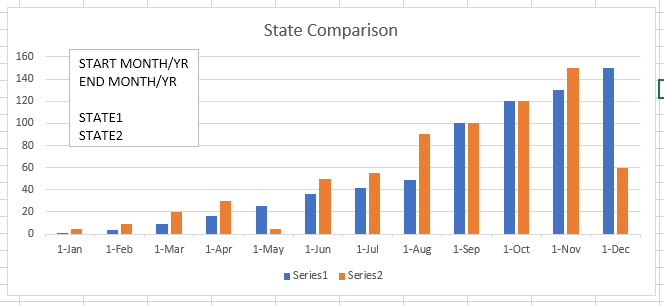 State Comparison
START MONTH/YR
END MONTH/YR
STATE1
STATE2
160
140
120
100
80
60
40
20
0
1-Jan 1-Feb 1-Mar 1-Apr 1-May 1-Jun 1-Jul 1-Aug 1-Sep 1-Oct 1-Nov 1-Dec
Series1 Series2